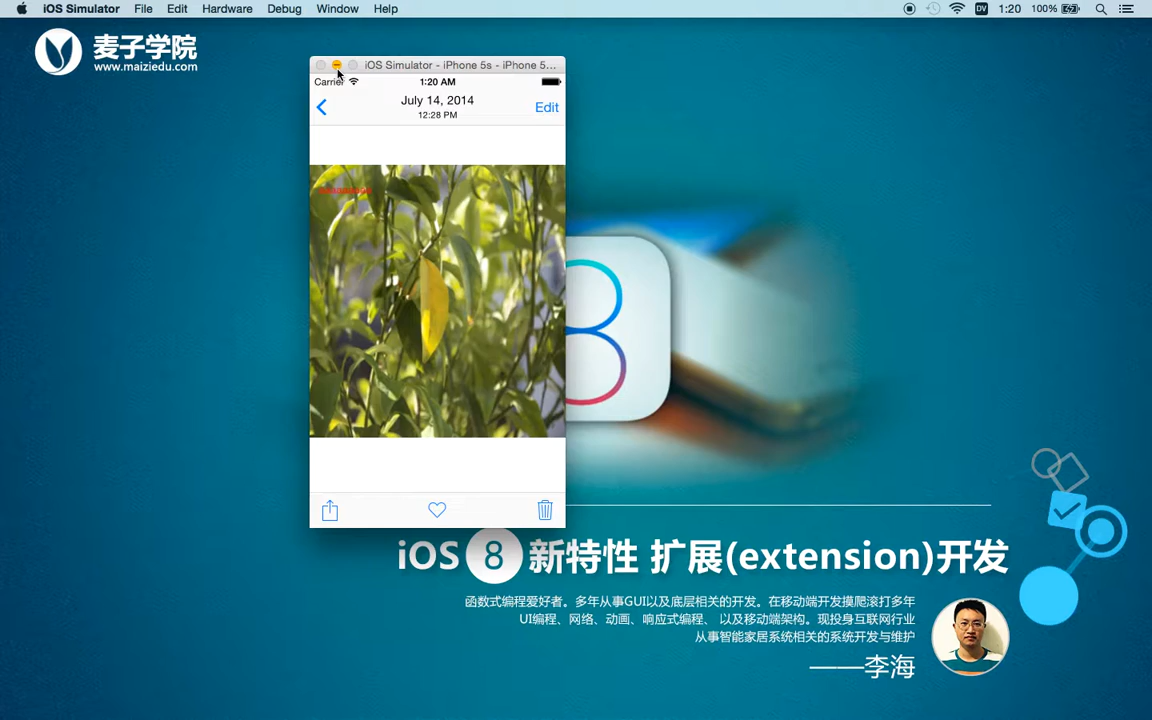 iOS Simulator File Edit Hardware Debug Window Help DV 1:20 100%
麦子学院
www.maiziedu.com
iOS Simulator - iPhone 5s - iPhone 5...
Carrier 1:20 AM
July 14, 2014
12:28 PM
Edit
8
iOS 8 新特性 扩展(extension)开发
函数式编程爱好者。多年从事GUI以及底层相关的开发。在移动端开发摸爬滚打多年
UI编程、网络、动画、响应式编程、 以及移动端架构。现投身互联网行业
从事智能家居系统相关的系统开发与维护
——李海